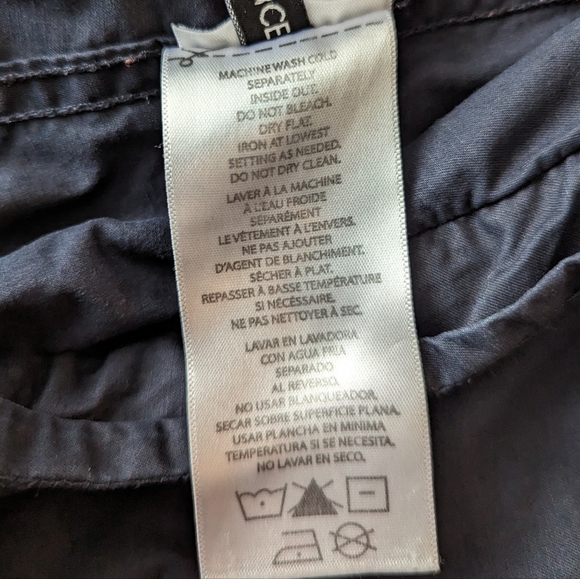 NCE
MACHINE WASH COLD
SEPARATELY
INSIDE OUT.
DO NOT BLEACH.
DRY FLAT.
IRON AT LOWEST
SETTING AS NEEDED.
DO NOT DRY CLEAN.
LAVER À LA MACHINE
À L'EAU FROIDE
SÉPARÉMENT
LE VÊTEMENT À L'ENVERS.
NE PAS AJOUTER
D'AGENT DE BLANCHIMENT.
SÉCHER À PLAT.
REPASSER À BASSE TEMPÉRATURE
SI NÉCESSAIRE.
NE PAS NETTOYER À SEC.
LAVAR EN LAVADORA
CON AGUA FRIA
SEPARADO
AL REVERSO.
NO USAR BLANQUEADOR.
SECAR SOBRE SUPERFICIE PLANA.
USAR PLANCHA EN MINIMA
TEMPERATURA SI SE NECESITA.
NO LAVAR EN SECO.